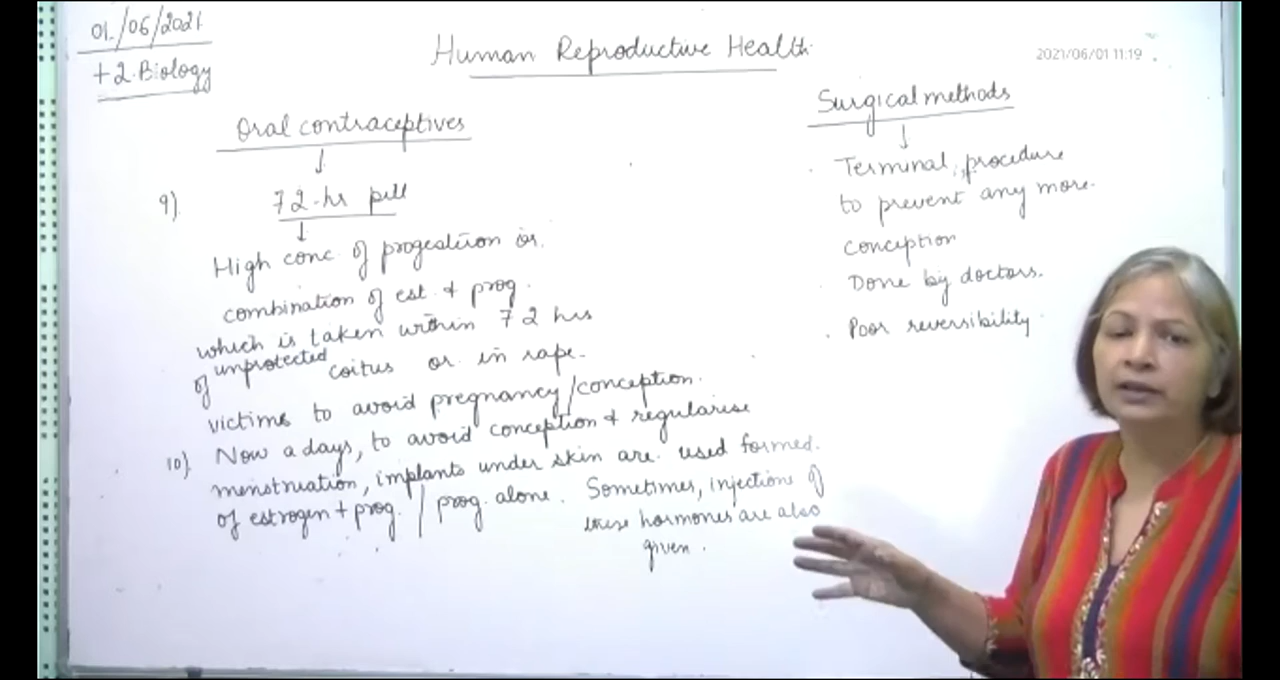 01/06/2021
+2 Biology
Human Reproductive Health
2021/06/01 11:19
Oral contraceptives
↓
9) 72-hr pill
↓
High conc. of progestiron or
combination of est. + prog.
which is taken within 72 hrs
of unprotected coitus or in rape
victims to avoid pregnancy/conception.
10) Now a days, to avoid conception & regularise
menstruation, implants under skin are used formed.
of estrogen + prog. / prog. alone. Sometimes, injections of
these hormones are also
given.
Surgical methods
↓
Terminal, procedure
to prevent any more
conception
Done by doctors.
Poor reversibility